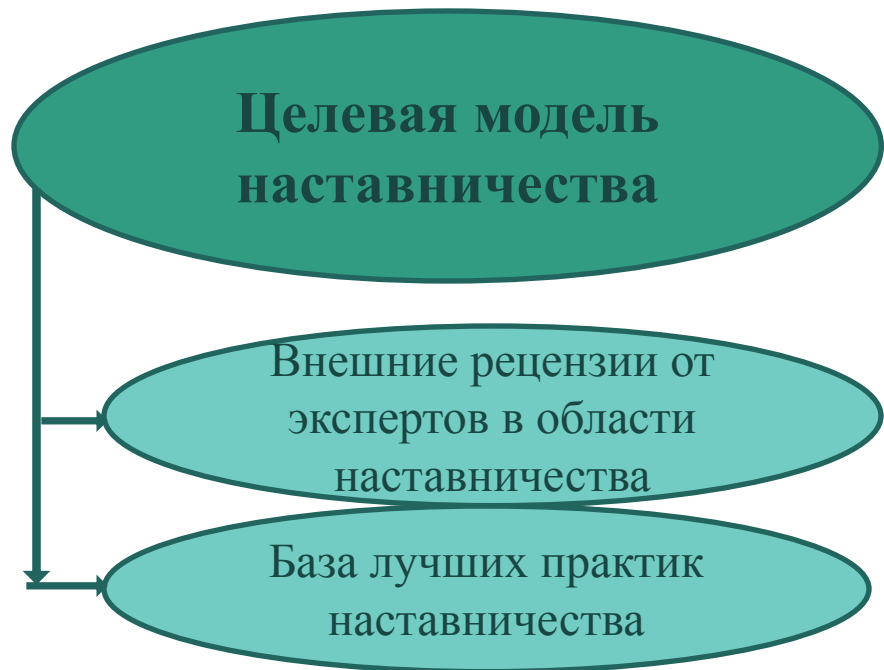 Целевая модель
наставничества
Внешние рецензии от
экспертов в области
наставничества
База лучших практик
наставничества